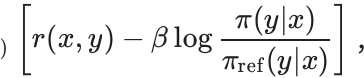 ) [ r(x, y) − β log π(y|x) / π_ref(y|x) ] ,